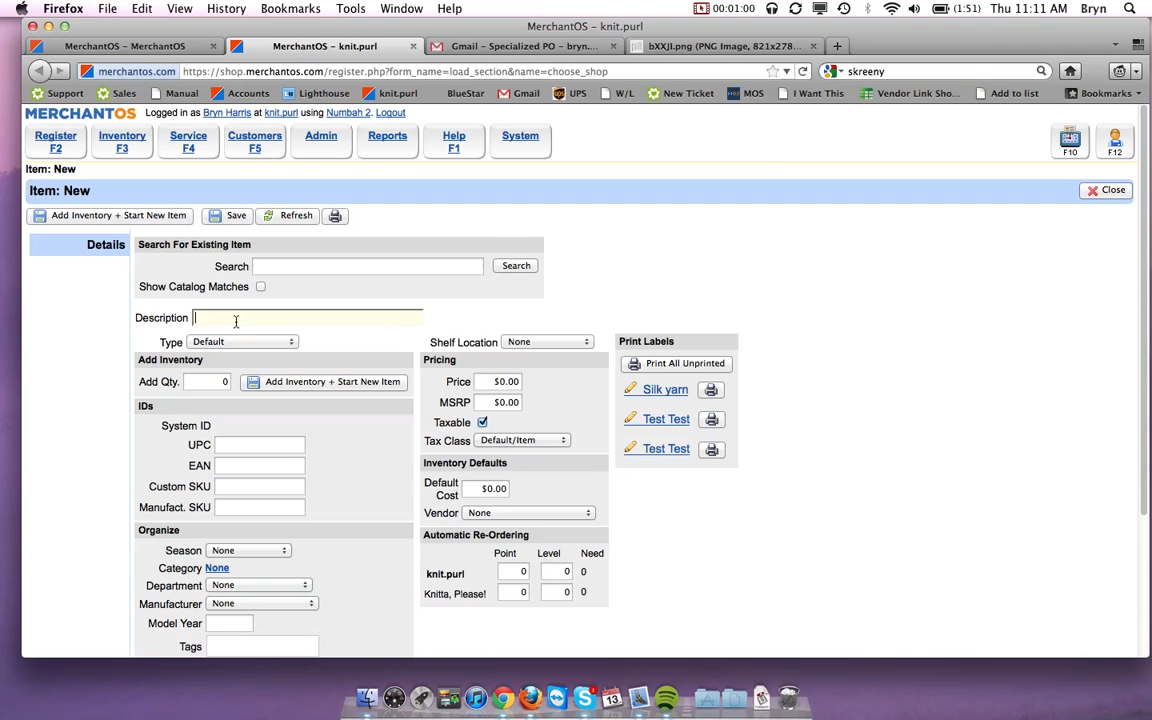 Firefox File Edit View History Bookmarks Tools Window Help 00:01:00 (1:51) Thu 11:11 AM Bryn
MerchantOS - knit.purl
MerchantOS - MerchantOS MerchantOS - knit.purl Gmail - Specialized PO - bryn.... bXXJI.png (PNG Image, 821x278...
merchantos.com https://shop.merchantos.com/register.php?form_name=load_section&name=choose_shop skreeny
Support Sales Manual Accounts Lighthouse knit.purl BlueStar Gmail UPS W/L New Ticket MOS I Want This Vendor Link Sho... Add to list Bookmarks
MERCHANTOS Logged in as Bryn Harris at knit.purl using Numbah 2. Logout
Register Inventory Service Customers Admin Reports Help System
F2 F3 F4 F5 F1 F10 F12
Item: New
Item: New Close
Add Inventory + Start New Item Save Refresh
Details Search For Existing Item
Search Search
Show Catalog Matches
Description
Type Default Shelf Location None Print Labels
Add Inventory Pricing Print All Unprinted
Add Qty. 0 Add Inventory + Start New Item Price $0.00 Silk yarn
IDs MSRP $0.00
System ID Taxable Test Test
UPC Tax Class Default/Item Test Test
EAN Inventory Defaults
Custom SKU Default Cost $0.00
Manufact. SKU Vendor None
Organize Automatic Re-Ordering
Season None Point Level Need
Category None knit.purl 0 0 0
Department None Knitta, Please! 0 0 0
Manufacturer None
Model Year
Tags
13